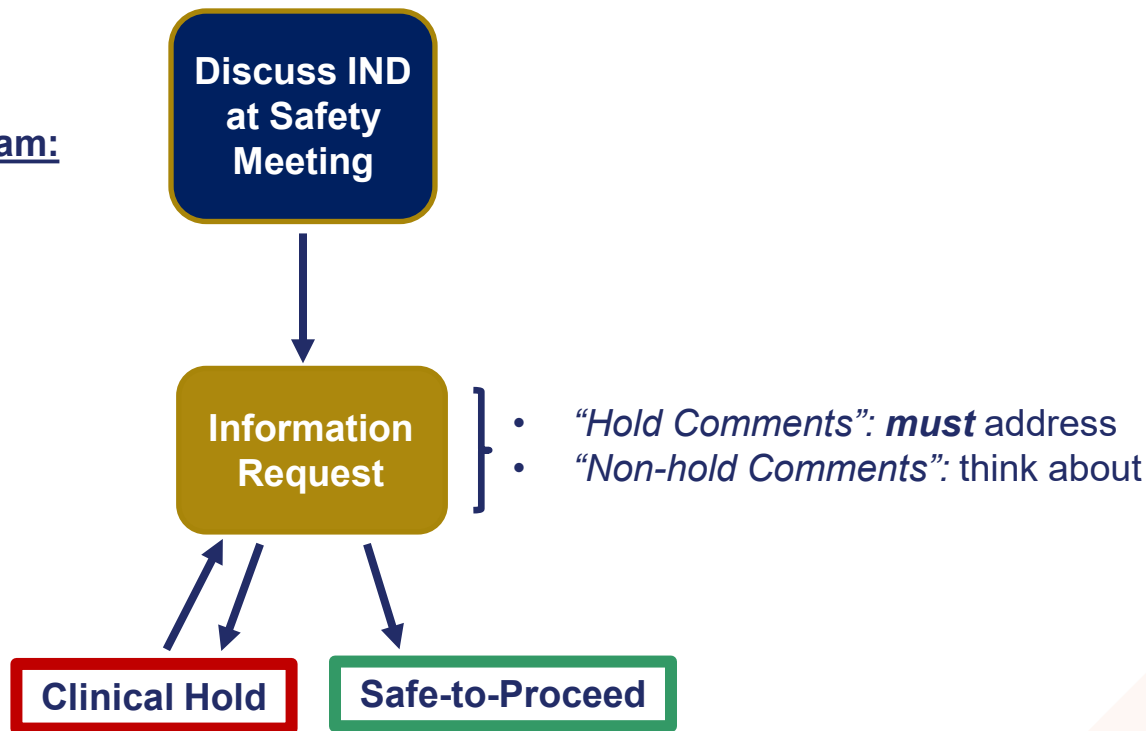 Discuss IND
at Safety
Meeting
am:
Information
Request
• “Hold Comments”: must address
• “Non-hold Comments”: think about
Clinical Hold
Safe-to-Proceed